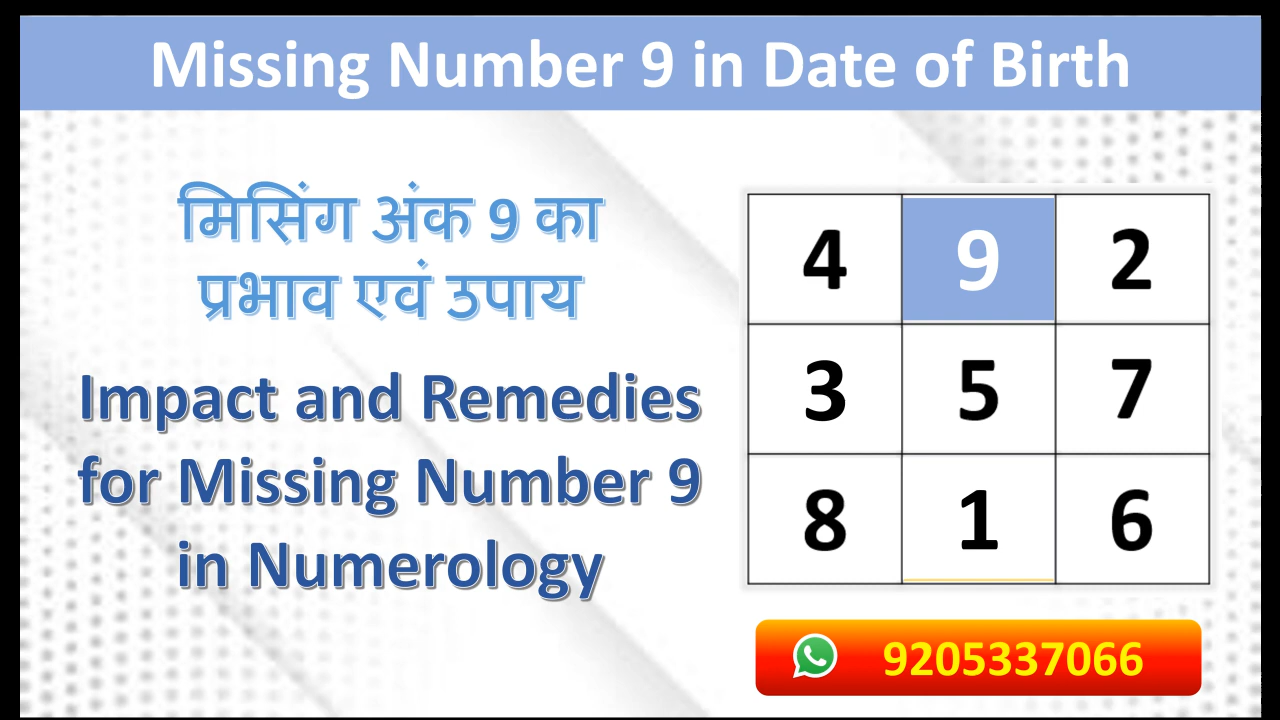 Missing Number 9 in Date of Birth
मिसिंग अंक 9 का
प्रभाव एवं उपाय
Impact and Remedies
for Missing Number 9
in Numerology
4 9 2
3 5 7
8 1 6
9205337066